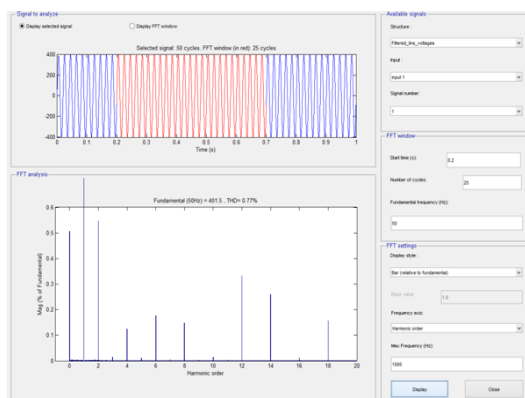 Signal to analyze
Display selected signal
Display FFT window
Selected signal: 50 cycles. FFT window (in red): 25 cycles
400
200
0
-200
-400
0 0.1 0.2 0.3 0.4 0.5 0.6 0.7 0.8 0.9 1
Time (s)
FFT analysis
Fundamental (50Hz) = 401.5 , THD= 0.77%
Mag (% of Fundamental)
0.6
0.5
0.4
0.3
0.2
0.1
0
0 2 4 6 8 10 12 14 16 18 20
Harmonic order
Available signals
Structure :
Filtered_line_voltages
Input :
input 1
Signal number:
1
FFT window
Start time (s):
0.2
Number of cycles:
25
Fundamental frequency (Hz):
50
FFT settings
Display style :
Bar (relative to fundamental)
Base value:
1.0
Frequency axis:
Harmonic order
Max Frequency (Hz):
1000
Display
Close